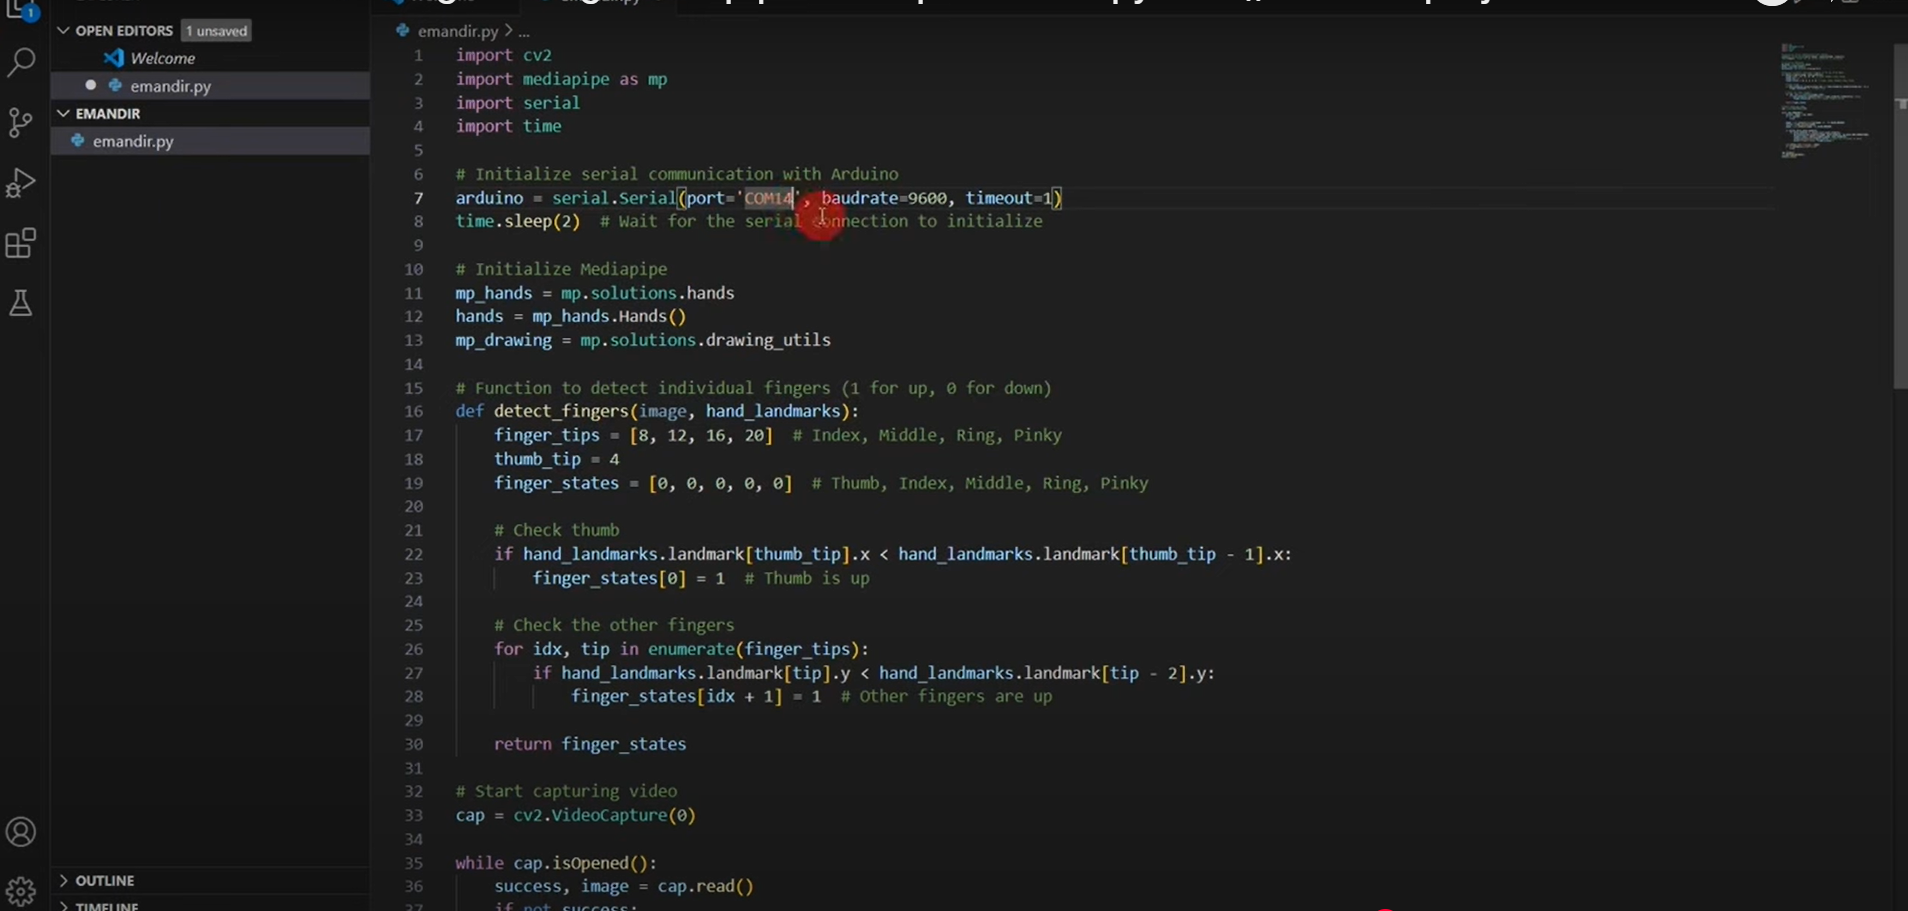 1
OPEN EDITORS 1 unsaved
Welcome
emandir.py
EMANDIR
emandir.py
OUTLINE
TIMELINE
emandir.py > ...
1 import cv2
2 import mediapipe as mp
3 import serial
4 import time
5
6 # Initialize serial communication with Arduino
7 arduino = serial.Serial(port='COM14', baudrate=9600, timeout=1)
8 time.sleep(2)  # Wait for the serial connection to initialize
9
10 # Initialize Mediapipe
11 mp_hands = mp.solutions.hands
12 hands = mp_hands.Hands()
13 mp_drawing = mp.solutions.drawing_utils
14
15 # Function to detect individual fingers (1 for up, 0 for down)
16 def detect_fingers(image, hand_landmarks):
17     finger_tips = [8, 12, 16, 20]  # Index, Middle, Ring, Pinky
18     thumb_tip = 4
19     finger_states = [0, 0, 0, 0, 0]  # Thumb, Index, Middle, Ring, Pinky
20
21     # Check thumb
22     if hand_landmarks.landmark[thumb_tip].x < hand_landmarks.landmark[thumb_tip - 1].x:
23         finger_states[0] = 1  # Thumb is up
24
25     # Check the other fingers
26     for idx, tip in enumerate(finger_tips):
27         if hand_landmarks.landmark[tip].y < hand_landmarks.landmark[tip - 2].y:
28             finger_states[idx + 1] = 1  # Other fingers are up
29
30     return finger_states
31
32 # Start capturing video
33 cap = cv2.VideoCapture(0)
34
35 while cap.isOpened():
36     success, image = cap.read()
37     if not success: